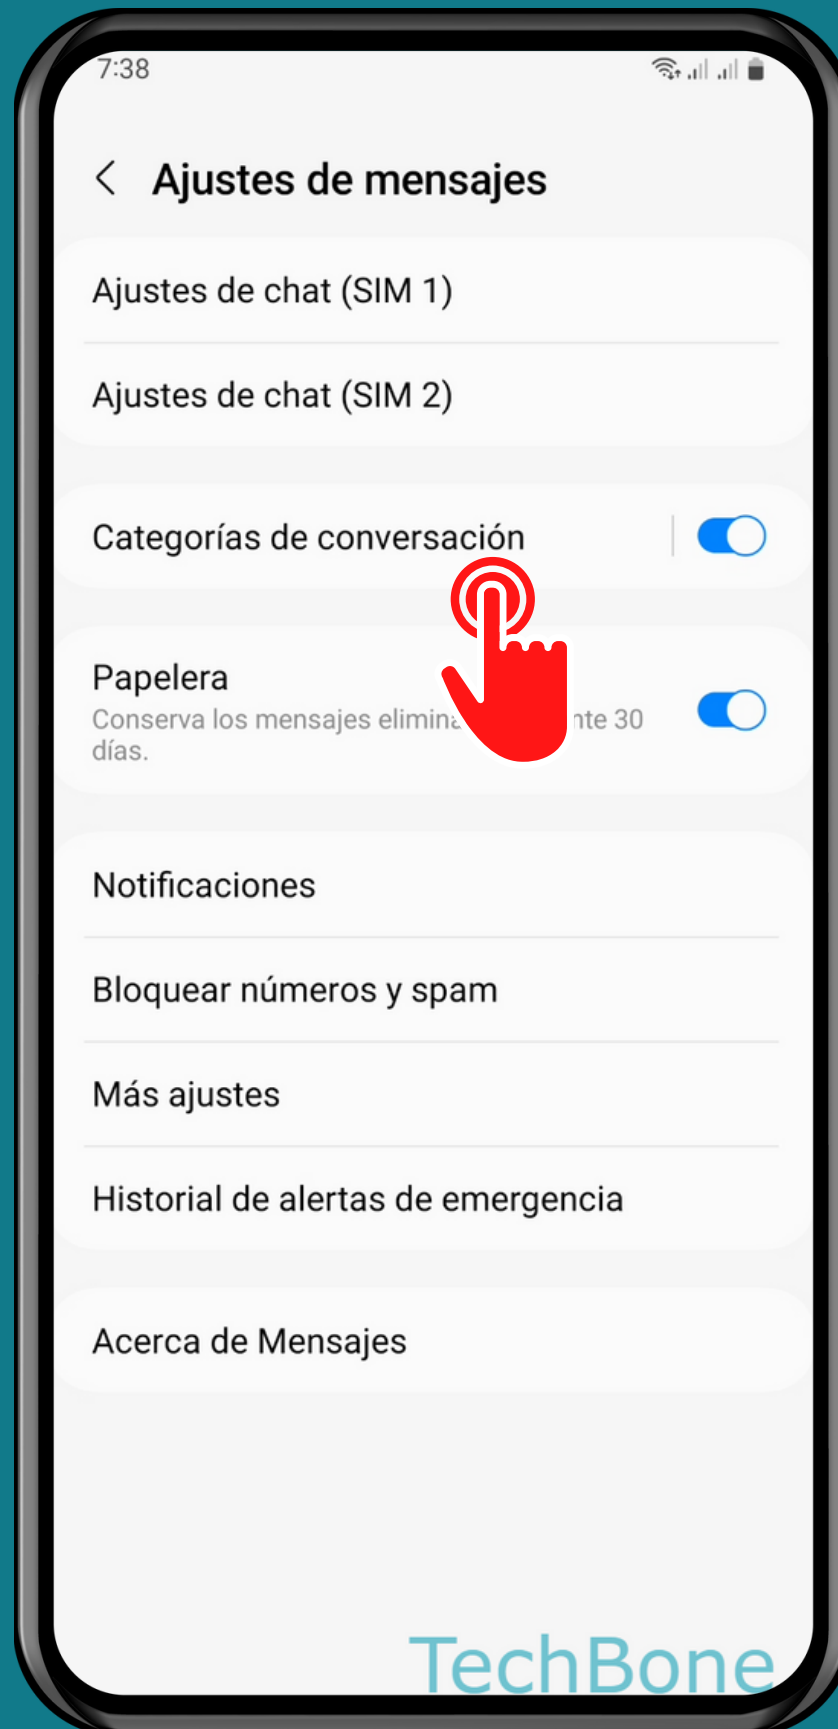 7:38
Ajustes de mensajes
Ajustes de chat (SIM 1)
Ajustes de chat (SIM 2)
Categorías de conversación
Papelera
Conserva los mensajes 30
días.
Notificaciones
Bloquear números y spam
Más ajustes
Historial de alertas de emergencia
Acerca de Mensajes
TechBone